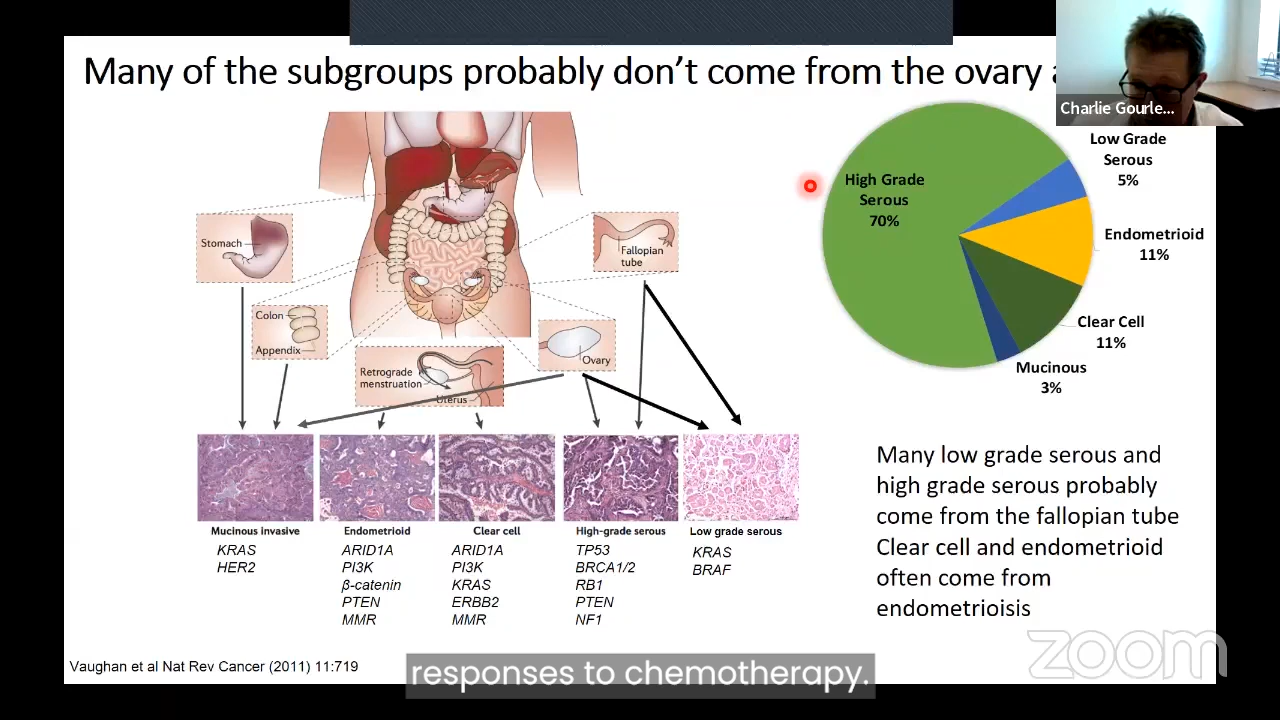 Many of the subgroups probably don't come from the ovary
Charlie Gourle...
Stomach
Colon
Appendix
Retrograde
menstruation
Uterus
Fallopian
tube
Ovary
Mucinous invasive
KRAS
HER2
Endometrioid
ARID1A
PI3K
β-catenin
PTEN
MMR
Clear cell
ARID1A
PI3K
KRAS
ERBB2
MMR
High-grade serous
TP53
BRCA1/2
RB1
PTEN
NF1
Low grade serous
KRAS
BRAF
High Grade
Serous
70%
Low Grade
Serous
5%
Endometrioid
11%
Clear Cell
11%
Mucinous
3%
Many low grade serous and
high grade serous probably
come from the fallopian tube
Clear cell and endometrioid
often come from
endometrioisis
Vaughan et al Nat Rev Cancer (2011) 11:719
responses to chemotherapy.
zoom